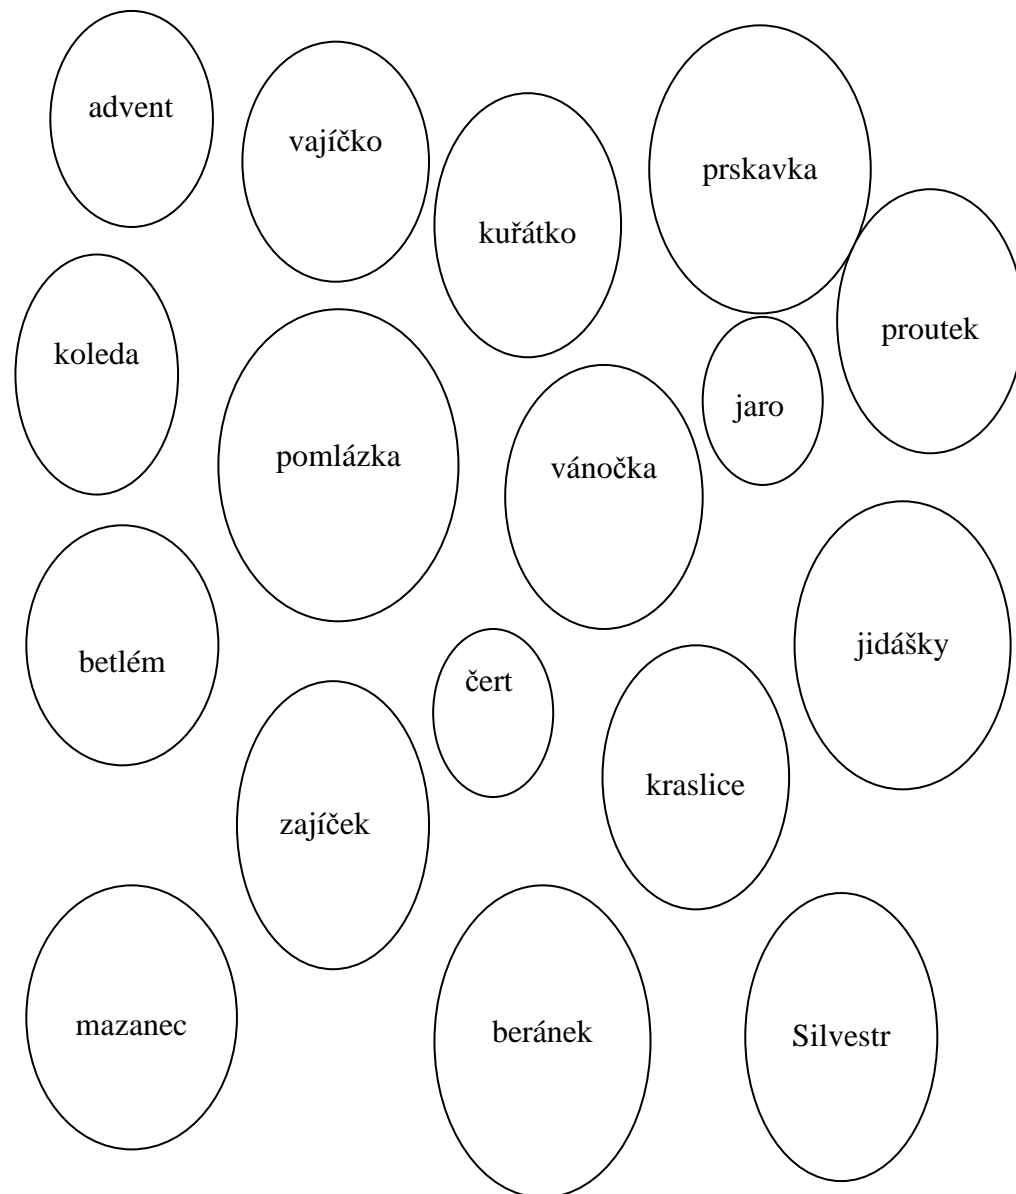 advent
vajíčko
prskavka
kuřátko
proutek
koleda
jaro
pomlázka
vánočka
betlém
jidášky
čert
kraslice
zajíček
mazanec
beránek
Silvestr